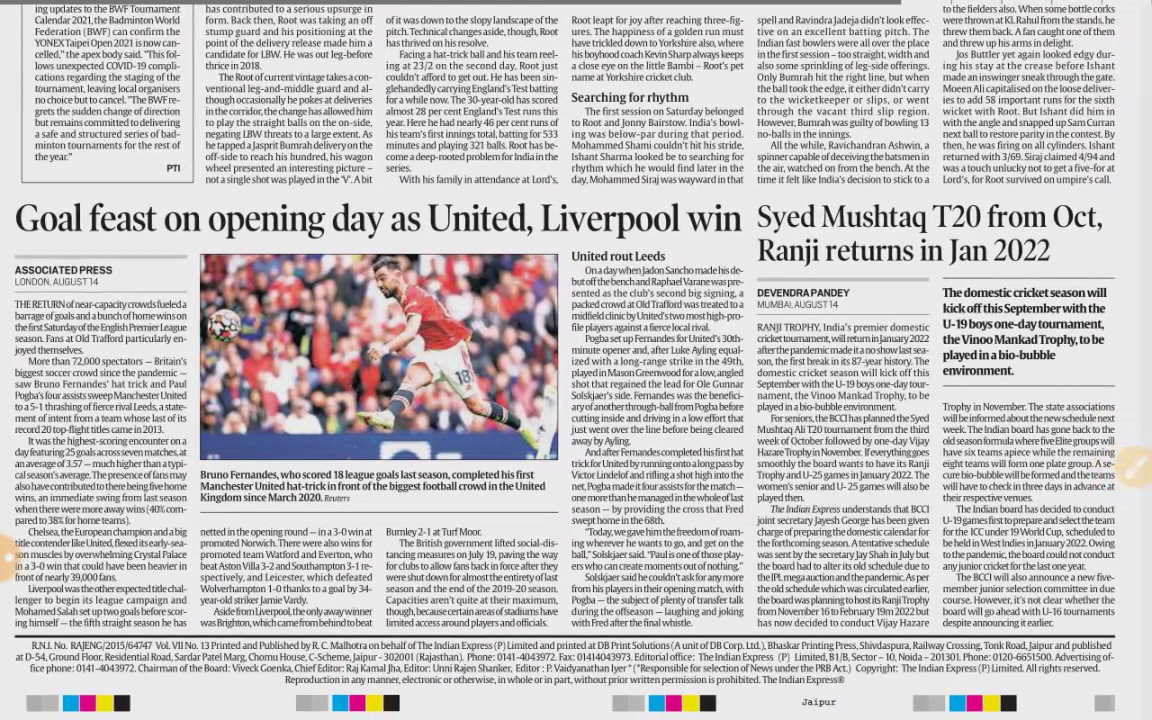 ing updates to the BWF Tournament
Calendar 2021, the Badminton World
Federation (BWF) can confirm the
YONEX Taipei Open 2021 is now can-
celled," the apex body said. "This fol-
lows unexpected COVID-19 compli-
cations regarding the staging of the
tournament, leaving local organisers
no choice but to cancel. "The BWF re-
grets the sudden change of direction
but remains committed to delivering
a safe and structured series of bad-
minton tournaments for the rest of
the year."
PTI
has contributed to a serious upsurge in
form. Back then, Root was taking an off
stump guard and his positioning at the
point of the delivery release made him a
candidate for LBW. He was out leg-before
thrice in 2018.
The Root of current vintage takes a con-
ventional leg-and-middle guard and al-
though occasionally he pokes at deliveries
in the corridor, the change has allowed him
to play the straight balls on the on-side,
negating LBW threats to a large extent. As
he tapped a Jasprit Bumrah delivery on the
off-side to reach his hundred, his wagon
wheel presented an interesting picture –
not a single shot was played in the 'V'. A bit
of it was down to the slopy landscape of the
pitch. Technical changes aside, though, Root
has thrived on his resolve.
Facing a hat-trick ball and his team reel-
ing at 23/2 on the second day, Root just
couldn't afford to get out. He has been sin-
glehandedly carrying England's Test batting
for a while now. The 30-year-old has scored
almost 28 per cent England's Test runs this
year. Here he had nearly 46 per cent runs of
his team's first innings total, batting for 533
minutes and playing 321 balls. Root has be-
come a deep-rooted problem for India in the
series.
With his family in attendance at Lord's,
Root leapt for joy after reaching three-fig-
ures. The happiness of a golden run must
have trickled down to Yorkshire also, where
his boyhood coach Kevin Sharp always keeps
a close eye on the little Bambi – Root's pet
name at Yorkshire cricket club.
Searching for rhythm
The first session on Saturday belonged
to Root and Jonny Bairstow. India's bowl-
ing was below-par during that period.
Mohammed Shami couldn't hit his stride,
Ishant Sharma looked to be searching for
rhythm which he would find later in the
day, Mohammed Siraj was wayward in that
spell and Ravindra Jadeja didn't look effec-
tive on an excellent batting pitch. The
Indian fast bowlers were all over the place
in the first session – too straight, width and
also some sprinkling of leg-side offerings.
Only Bumrah hit the right line, but when
the ball took the edge, it either didn't carry
to the wicketkeeper or slips, or went
through the vacant third slip region.
However, Bumrah was guilty of bowling 13
no-balls in the innings.
All the while, Ravichandran Ashwin, a
spinner capable of deceiving the batsmen in
the air, watched on from the bench. At the
time it felt like India's decision to stick to a
to the fielders also. When some bottle corks
were thrown at KL Rahul from the stands, he
threw them back. A fan caught one of them
and threw up his arms in delight.
Jos Buttler yet again looked edgy dur-
ing his stay at the crease before Ishant
made an inswinger sneak through the gate.
Moeen Ali capitalised on the loose deliver-
ies to add 58 important runs for the sixth
wicket with Root. But Ishant did him in
with the angle and snapped up Sam Curran
next ball to restore parity in the contest. By
then, he was firing on all cylinders. Ishant
returned with 3/69. Siraj claimed 4/94 and
was a touch unlucky not to get a five-for at
Lord's, for Root survived on umpire's call.
Goal feast on opening day as United, Liverpool win
ASSOCIATED PRESS
LONDON, AUGUST 14
THE RETURN of near-capacity crowds fueled a
barrage of goals and a bunch of home wins on
the first Saturday of the English Premier League
season. Fans at Old Trafford particularly en-
joyed themselves.
More than 72,000 spectators — Britain's
biggest soccer crowd since the pandemic —
saw Bruno Fernandes' hat trick and Paul
Pogba's four assists sweep Manchester United
to a 5-1 thrashing of fierce rival Leeds, a state-
ment of intent from a team whose last of its
record 20 top-flight titles came in 2013.
It was the highest-scoring encounter on a
day featuring 25 goals across seven matches, at
an average of 3.57 — much higher than a typi-
cal season's average. The presence of fans may
also have contributed to there being five home
wins, an immediate swing from last season
when there were more away wins (40% com-
pared to 38% for home teams).
Chelsea, the European champion and a big
title contender like United, flexed its early-sea-
son muscles by overwhelming Crystal Palace
in a 3-0 win that could have been heavier in
front of nearly 39,000 fans.
Liverpool was the other expected title chal-
lenger to begin its league campaign and
Mohamed Salah set up two goals before scor-
ing himself — the fifth straight season he has
18
Bruno Fernandes, who scored 18 league goals last season, completed his first
Manchester United hat-trick in front of the biggest football crowd in the United
Kingdom since March 2020. Reuters
netted in the opening round — in a 3-0 win at
promoted Norwich. There were also wins for
promoted team Watford and Everton, who
beat Aston Villa 3-2 and Southampton 3-1 re-
spectively, and Leicester, which defeated
Wolverhampton 1-0 thanks to a goal by 34-
year-old striker Jamie Vardy.
Aside from Liverpool, the only away winner
was Brighton, which came from behind to beat
Burnley 2-1 at Turf Moor.
The British government lifted social-dis-
tancing measures on July 19, paving the way
for clubs to allow fans back in force after they
were shut down for almost the entirety of last
season and the end of the 2019-20 season.
Capacities aren't quite at their maximum,
though, because certain areas of stadiums have
limited access around players and officials.
United rout Leeds
On a day when Jadon Sancho made his de-
but off the bench and Raphael Varane was pre-
sented as the club's second big signing, a
packed crowd at Old Trafford was treated to a
midfield clinic by United's two most high-pro-
file players against a fierce local rival.
Pogba set up Fernandes for United's 30th-
minute opener and, after Luke Ayling equal-
ized with a long-range strike in the 49th,
played in Mason Greenwood for a low, angled
shot that regained the lead for Ole Gunnar
Solskjaer's side. Fernandes was the benefici-
ary of another through-ball from Pogba before
cutting inside and driving in a low effort that
just went over the line before being cleared
away by Ayling.
And after Fernandes completed his first hat
trick for United by running onto a long pass by
Victor Lindelof and rifling a shot high into the
net, Pogba made it four assists for the match —
one more than he managed in the whole of last
season — by providing the cross that Fred
swept home in the 68th.
"Today, we gave him the freedom of roam-
ing wherever he wants to go, and get on the
ball," Solskjaer said. "Paul is one of those play-
ers who can create moments out of nothing."
Solskjaer said he couldn't ask for any more
from his players in their opening match, with
Pogba — the subject of plenty of transfer talk
during the offseason — laughing and joking
with Fred after the final whistle.
Syed Mushtaq T20 from Oct,
Ranji returns in Jan 2022
DEVENDRA PANDEY
MUMBAI, AUGUST 14
RANJI TROPHY, India's premier domestic
cricket tournament, will return in January 2022
after the pandemic made it a no show last sea-
son, the first break in its 87-year history. The
domestic cricket season will kick off this
September with the U-19 boys one-day tour-
nament, the Vinoo Mankad Trophy, to be
played in a bio-bubble environment.
For seniors, the BCCI has planned the Syed
Mushtaq Ali T20 tournament from the third
week of October followed by one-day Vijay
Hazare Trophy in November. If everything goes
smoothly the board wants to have its Ranji
Trophy and U-25 games in January 2022. The
women's senior and U- 25 games will also be
played then.
The Indian Express understands that BCCI
joint secretary Jayesh George has been given
charge of preparing the domestic calendar for
the forthcoming season. A tentative schedule
was sent by the secretary Jay Shah in July but
the board had to alter its old schedule due to
the IPL mega auction and the pandemic. As per
the old schedule which was circulated earlier,
the board was planning to host its Ranji Trophy
from November 16 to February 19m 2022 but
has now decided to conduct Vijay Hazare
The domestic cricket season will
kick off this September with the
U-19 boys one-day tournament,
the Vinoo Mankad Trophy, to be
played in a bio-bubble
environment.
Trophy in November. The state associations
will be informed about the new schedule next
week. The Indian board has gone back to the
old season formula where five Elite groups will
have six teams apiece while the remaining
eight teams will form one plate group. A se-
cure bio-bubble will be formed and the teams
will have to check in three days in advance at
their respective venues.
The Indian board has decided to conduct
U-19 games first to prepare and select the team
for the ICC under 19 World Cup, scheduled to
be held in West Indies in January 2022. Owing
to the pandemic, the board could not conduct
any junior cricket for the last one year.
The BCCI will also announce a new five-
member junior selection committee in due
course. However, it's not clear whether the
board will go ahead with U-16 tournaments
despite announcing it earlier.
R.N.I. No. RAJENG/2015/64747 Vol. VII No. 13 Printed and Published by R. C. Malhotra on behalf of The Indian Express (P) Limited and printed at DB Print Solutions (A unit of DB Corp. Ltd.), Bhaskar Printing Press, Shivdaspura, Railway Crossing, Tonk Road, Jaipur and published
at D-54, Ground Floor, Residential Road, Sardar Patel Marg, Chomu House, C-Scheme, Jaipur - 302001 (Rajasthan). Phone: 0141-4043972. Fax: 01414043973. Editorial office: The Indian Express (P) Limited, B1/B, Sector – 10, Noida – 201301. Phone: 0120-6651500. Advertising of-
fice phone: 0141-4043972. Chairman of the Board: Viveck Goenka, Chief Editor: Raj Kamal Jha, Editor: Unni Rajen Shanker, Editor : P. Vaidyanathan Iyer * (*Responsible for selection of News under the PRB Act.) Copyright: The Indian Express (P) Limited. All rights reserved.
Reproduction in any manner, electronic or otherwise, in whole or in part, without prior written permission is prohibited. The Indian Express®
Jaipur